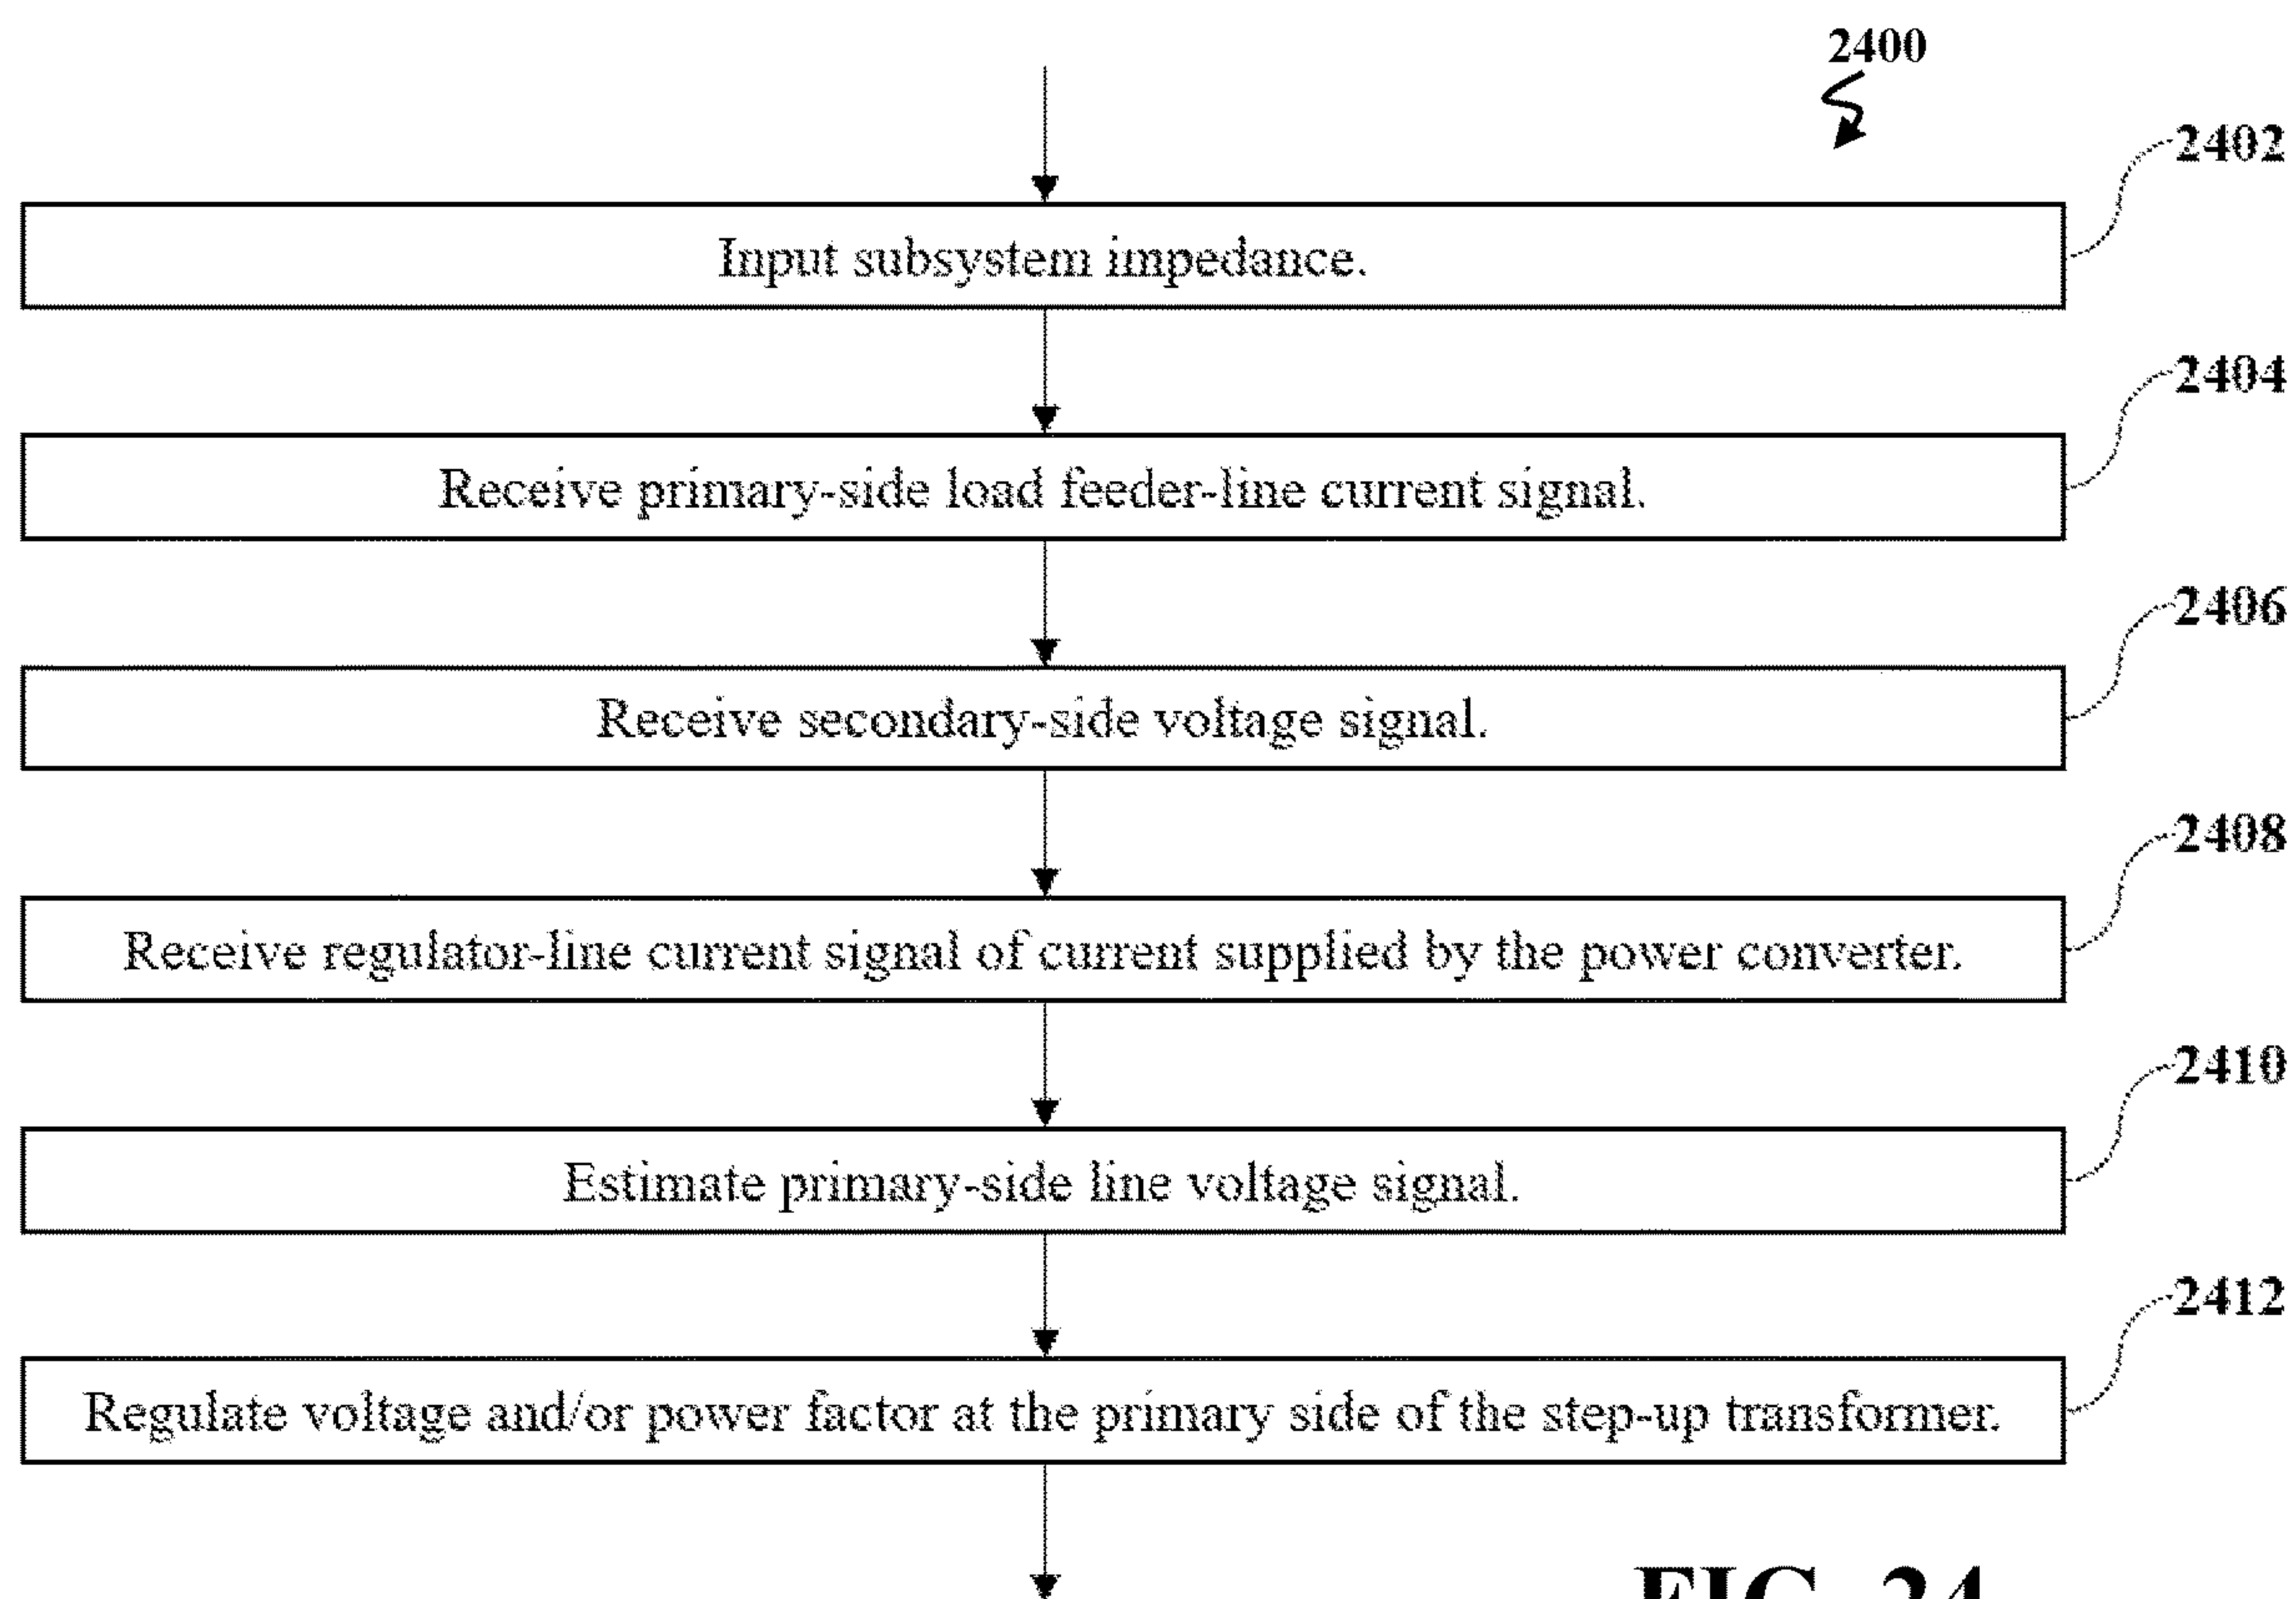 2400
2402
Input subsystem impedance.
2404
Receive primary-side load feeder-line current signal.
2406
Receive secondary-side voltage signal.
2408
Receive regulator-line current signal of current supplied by the power converter.
2410
Estimate primary-side line voltage signal.
2412
Regulate voltage and/or power factor at the primary side of the step-up transformer.
FIG. 24